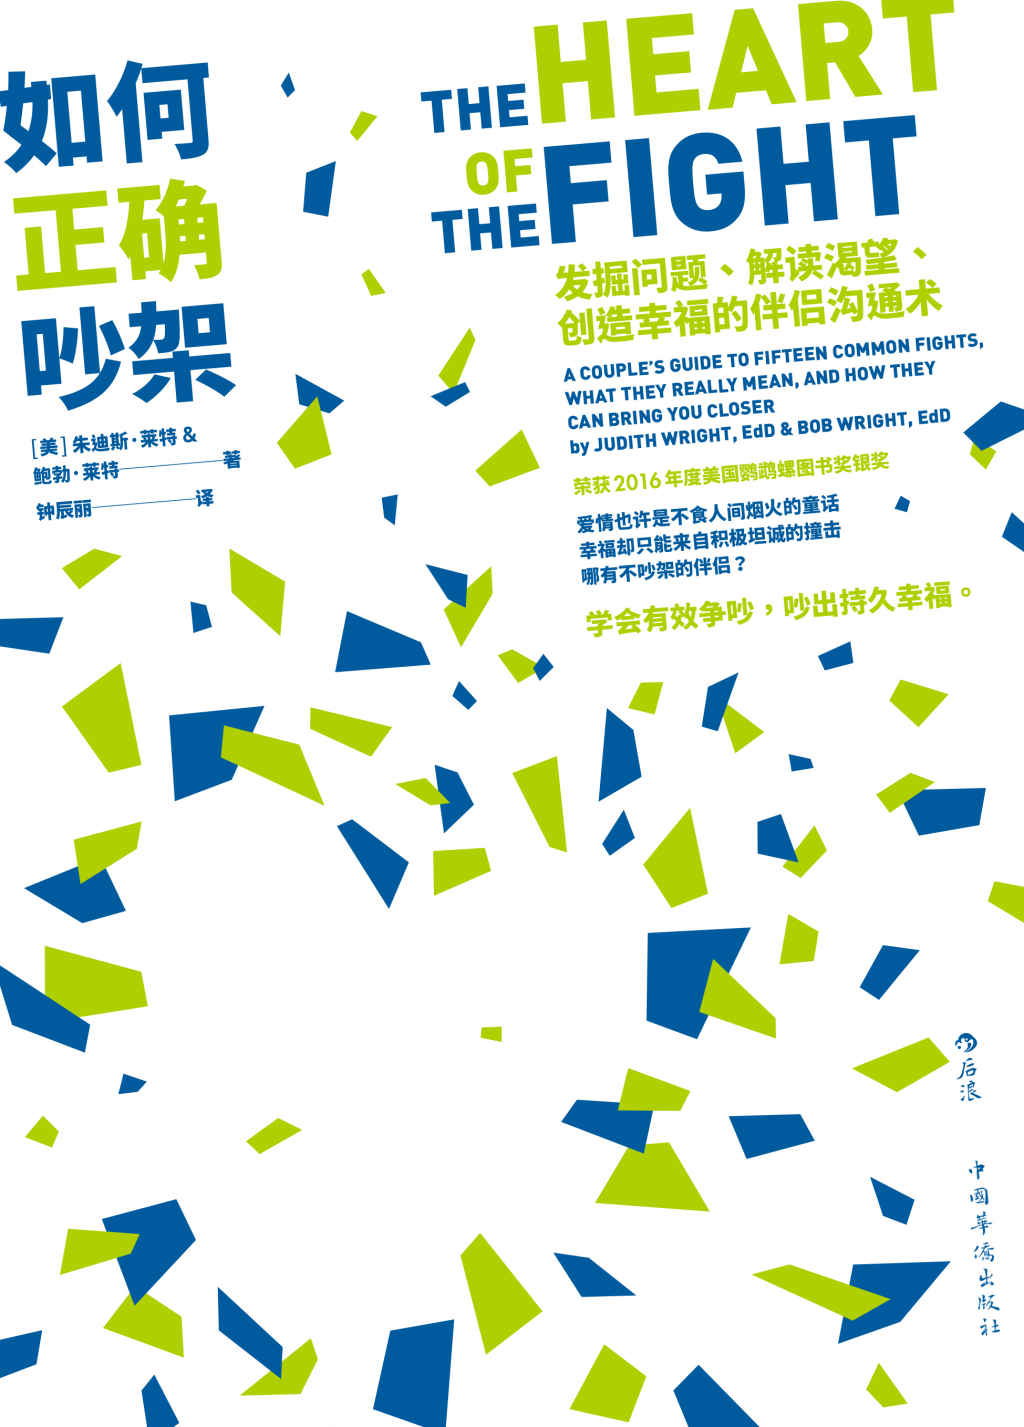 如何
正确
吵架
[美] 朱迪斯·莱特 &
鲍勃·莱特 著
钟辰丽 译
THE HEART
OF
THE FIGHT
发掘问题、解读渴望、
创造幸福的伴侣沟通术
A COUPLE'S GUIDE TO FIFTEEN COMMON FIGHTS,
WHAT THEY REALLY MEAN, AND HOW THEY
CAN BRING YOU CLOSER
by JUDITH WRIGHT, EdD & BOB WRIGHT, EdD
荣获 2016 年度美国鹦鹉螺图书奖银奖
爱情也许是不食人间烟火的童话
幸福却只能来自积极坦诚的撞击
哪有不吵架的伴侣？
学会有效争吵，吵出持久幸福。
后浪
中國華僑出版社